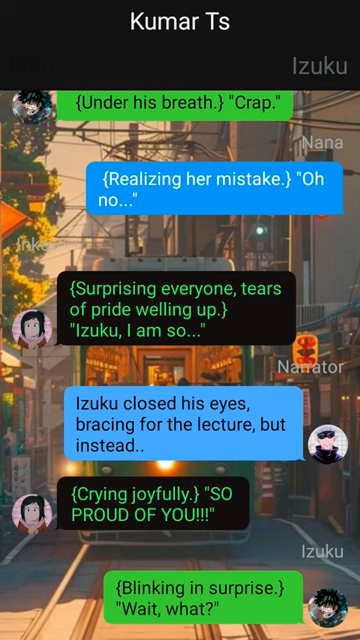 Kumar Ts
Izuku
{Under his breath.} "Crap."
Nana
{Realizing her mistake.} "Oh
no..."
Inko
{Surprising everyone, tears
of pride welling up.}
"Izuku, I am so..."
Narrator
Izuku closed his eyes,
bracing for the lecture, but
instead..
{Crying joyfully.} "SO
PROUD OF YOU!!!"
Izuku
{Blinking in surprise.}
"Wait, what?"